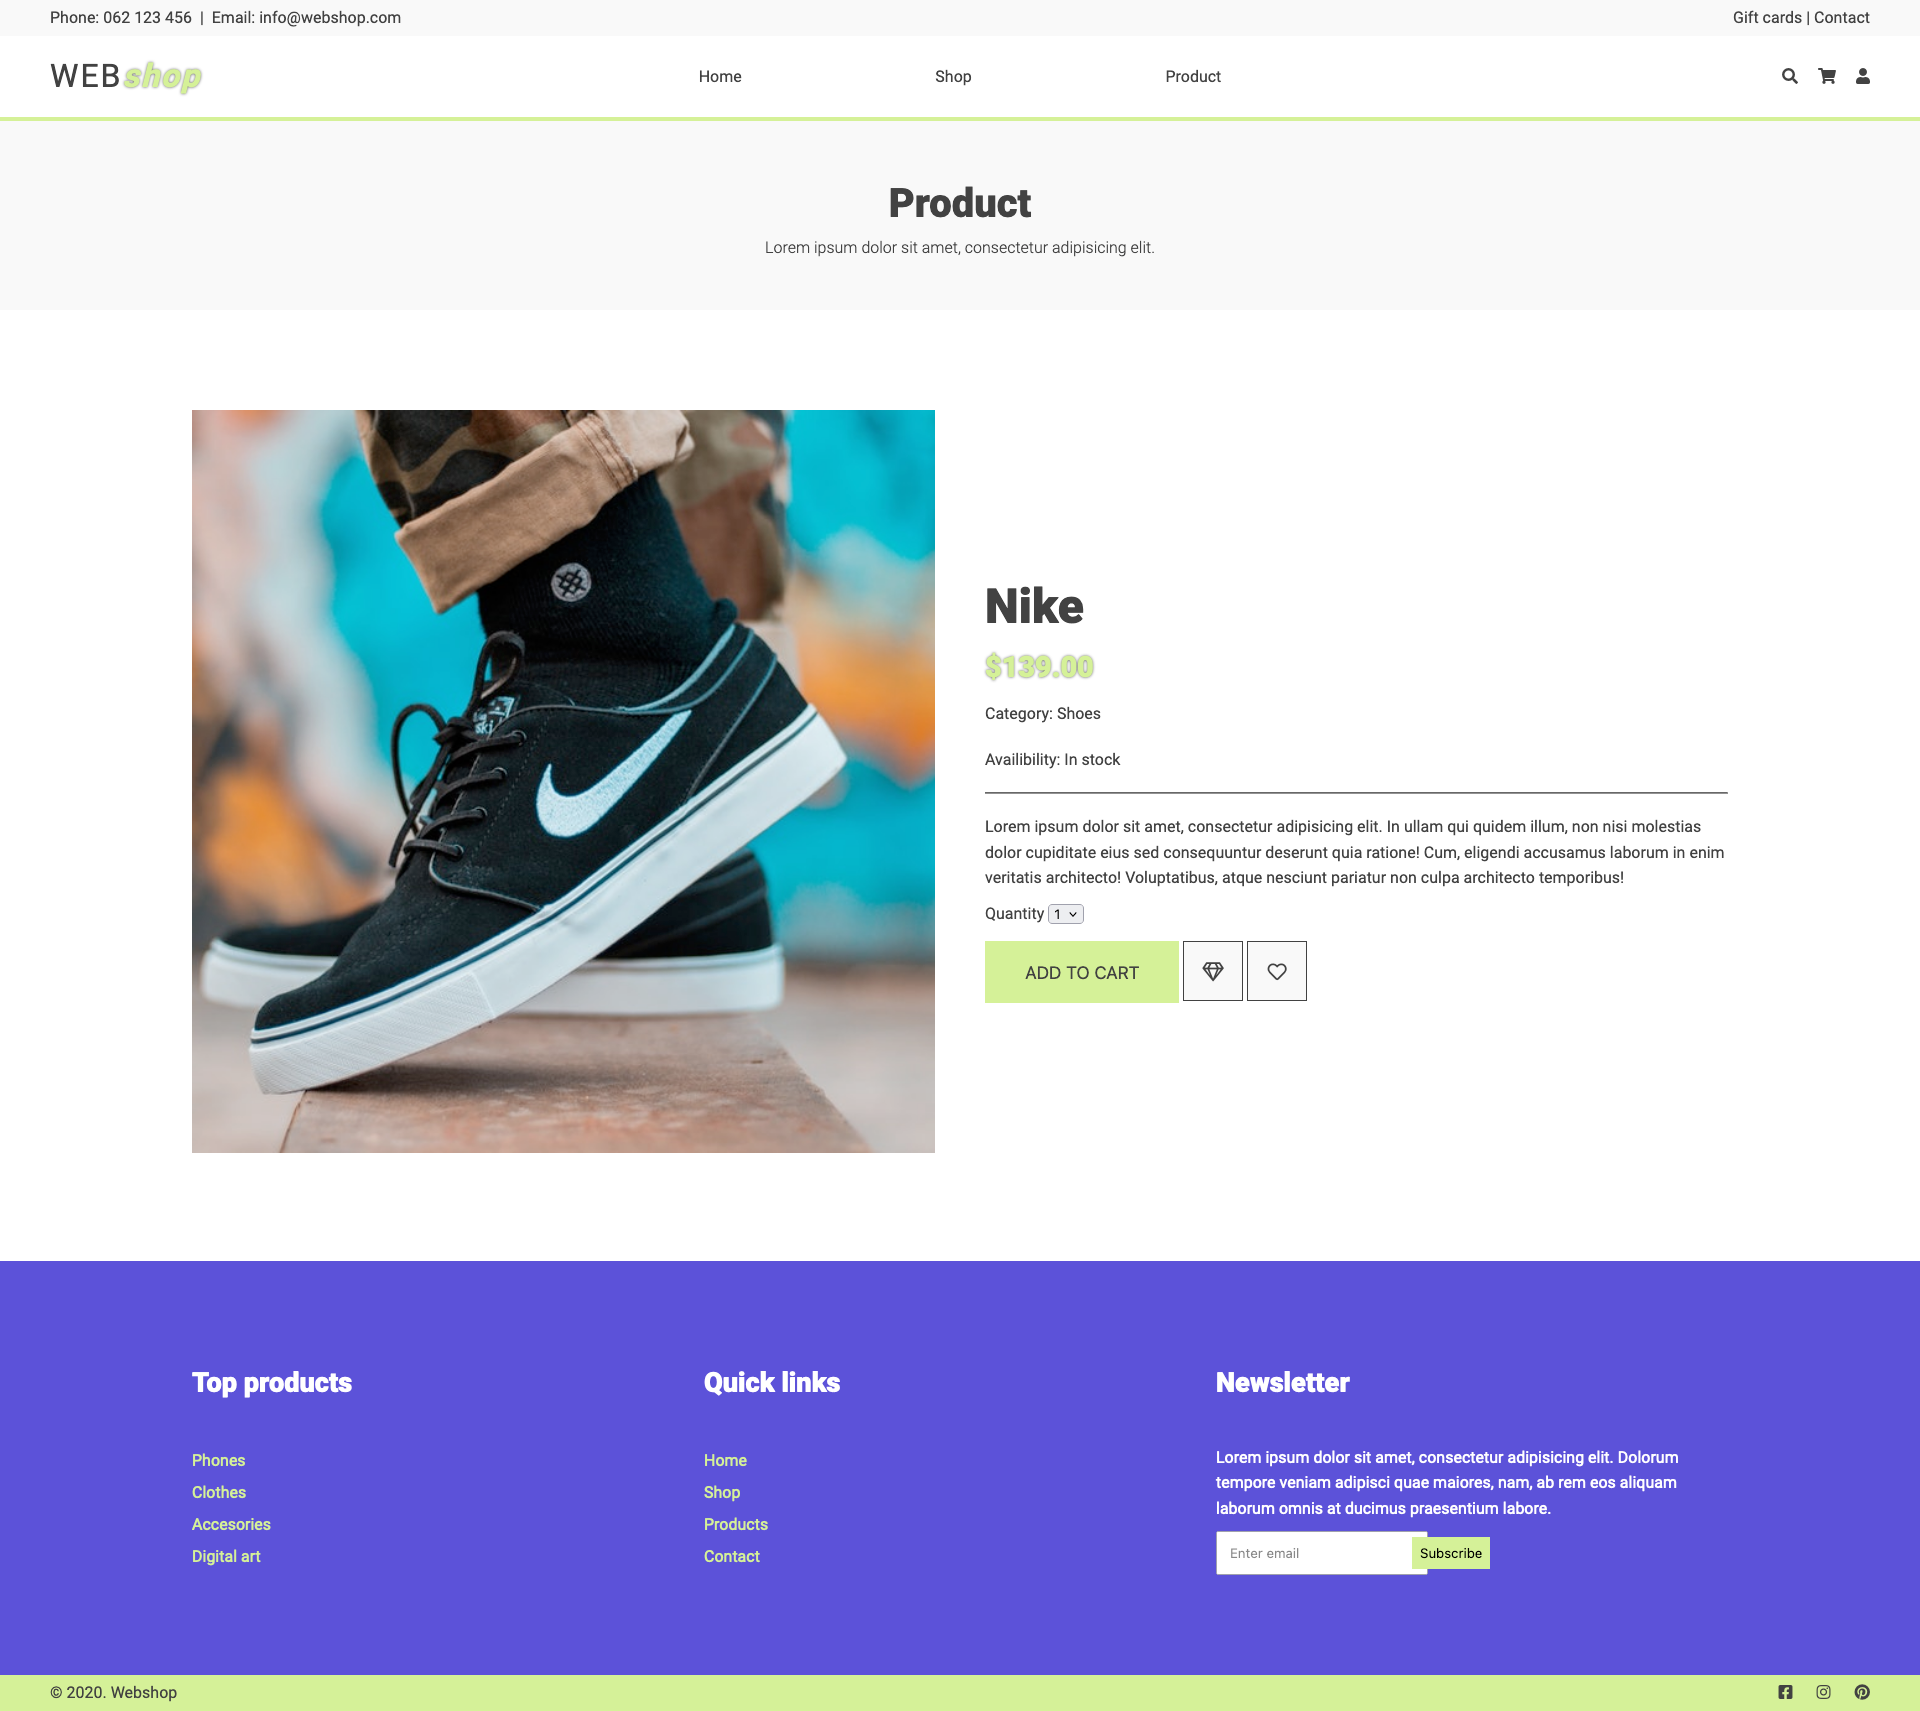 Phone: 062 123 456 | Email: info@webshop.com
Gift cards | Contact
WEBshop
Home
Shop
Product
Product
Lorem ipsum dolor sit amet, consectetur adipisicing elit.
Nike
$139.00
Category: Shoes
Availibility: In stock
Lorem ipsum dolor sit amet, consectetur adipisicing elit. In ullam qui quidem illum, non nisi molestias
dolor cupiditate eius sed consequuntur deserunt quia ratione! Cum, eligendi accusamus laborum in enim
veritatis architecto! Voluptatibus, atque nesciunt pariatur non culpa architecto temporibus!
Quantity 1
ADD TO CART
Top products
Phones
Clothes
Accesories
Digital art
Quick links
Home
Shop
Products
Contact
Newsletter
Lorem ipsum dolor sit amet, consectetur adipisicing elit. Dolorum
tempore veniam adipisci quae maiores, nam, ab rem eos aliquam
laborum omnis at ducimus praesentium labore.
Enter email
Subscribe
© 2020. Webshop